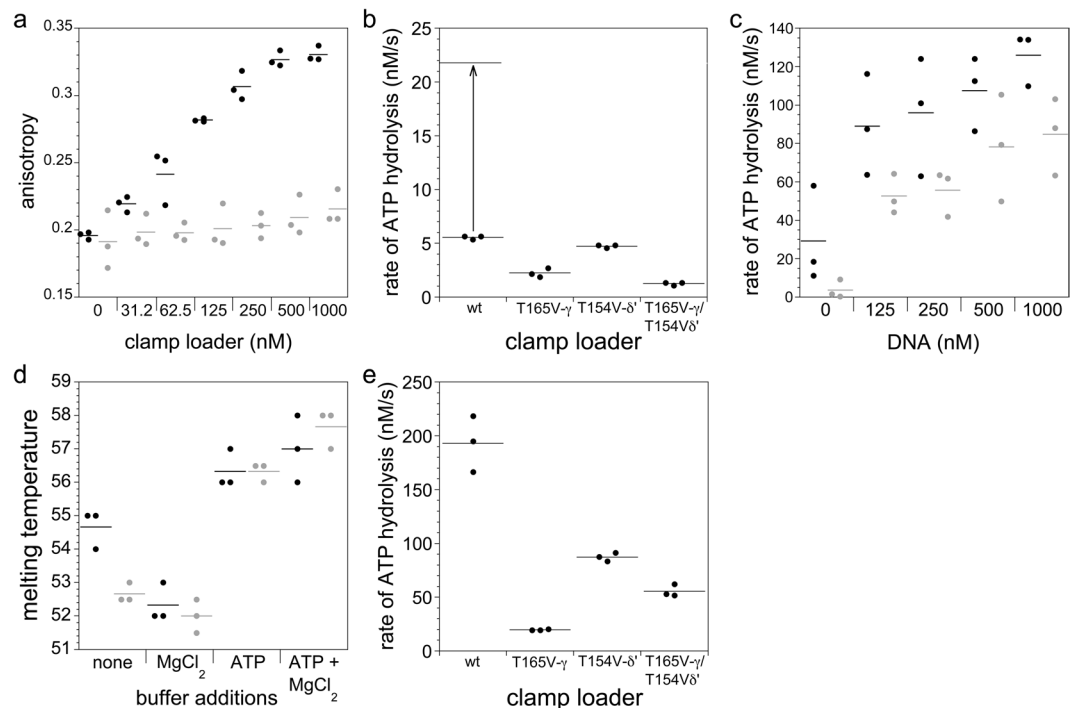 a
0.35
0.3
0.25
0.2
0.15
anisotropy
0 31.2 62.5 125 250 500 1000
clamp loader (nM)
b
25
20
15
10
5
0
rate of ATP hydrolysis (nM/s)
wt T165V-γ T154V-δ' T165V-γ/
T154Vδ'
clamp loader
c
140
120
100
80
60
40
20
0
rate of ATP hydrolysis (nM/s)
0 125 250 500 1000
DNA (nM)
d
59
58
57
56
55
54
53
52
51
melting temperature
none MgCl2 ATP ATP +
MgCl2
buffer additions
e
250
200
150
100
50
0
rate of ATP hydrolysis (nM/s)
wt T165V-γ T154V-δ' T165V-γ/
T154Vδ'
clamp loader